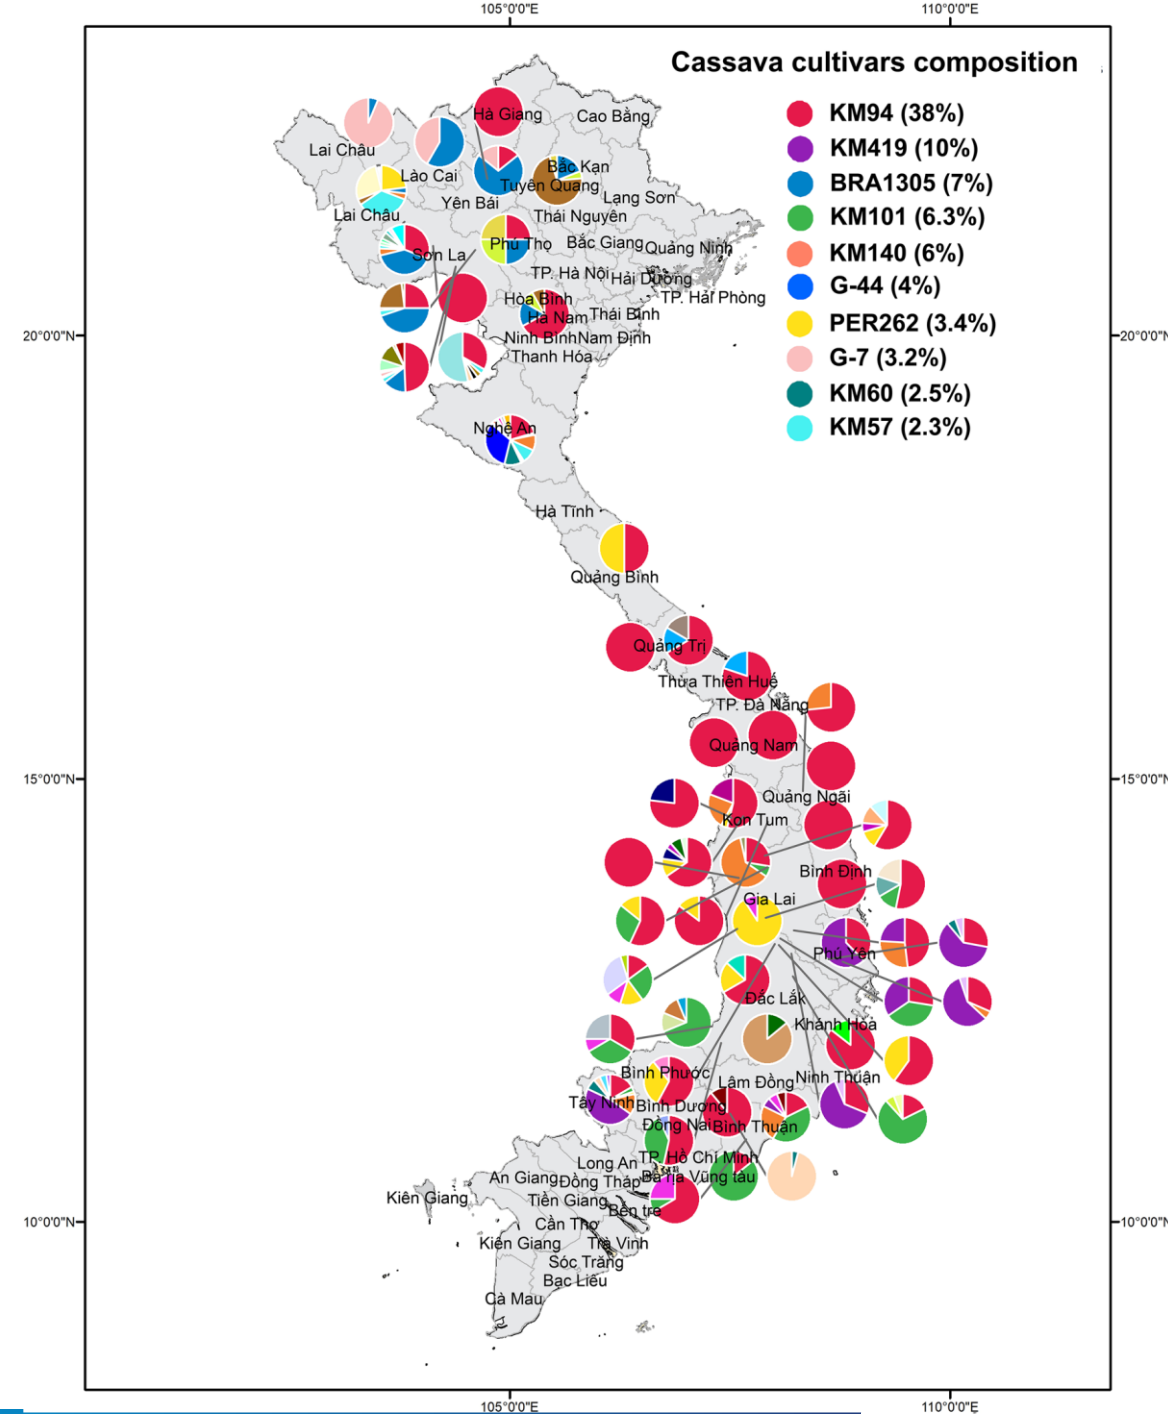 105°0'0"E
110°0'0"E
Cassava cultivars composition
KM94 (38%)
KM419 (10%)
BRA1305 (7%)
KM101 (6.3%)
KM140 (6%)
G-44 (4%)
PER262 (3.4%)
G-7 (3.2%)
KM60 (2.5%)
KM57 (2.3%)
Hà Giang
Cao Bằng
Lai Châu
Bắc Kạn
Lào Cai
Tuyên Quang
Lạng Sơn
Yên Bái
Lai Châu
Thái Nguyên
Phú Thọ
Bắc Giang
Quảng Ninh
Sơn La
TP. Hà Nội
Hải Dương
Hòa Bình
TP. Hải Phòng
Hà Nam
Thái Bình
20°0'0"N
20°0'0"N
Ninh Bình
Nam Định
Thanh Hóa
Nghệ An
Hà Tĩnh
Quảng Bình
Quảng Trị
Thừa Thiên Huế
TP. Đà Nẵng
Quảng Nam
15°0'0"N
15°0'0"N
Quảng Ngãi
Kon Tum
Bình Định
Gia Lai
Phú Yên
Đắc Lắk
Khánh Hòa
Bình Phước
Ninh Thuận
Lâm Đồng
Tây Ninh
Bình Dương
Đồng Nai
Bình Thuận
TP. Hồ Chí Minh
Long An
An Giang
Đồng Tháp
Bà rịa Vũng tàu
Kiên Giang
Tiền Giang
Bến tre
10°0'0"N
10°0'0"N
Cần Thơ
Kiên Giang
Trà Vinh
Sóc Trăng
Bạc Liêu
Cà Mau
105°0'0"E
110°0'0"E